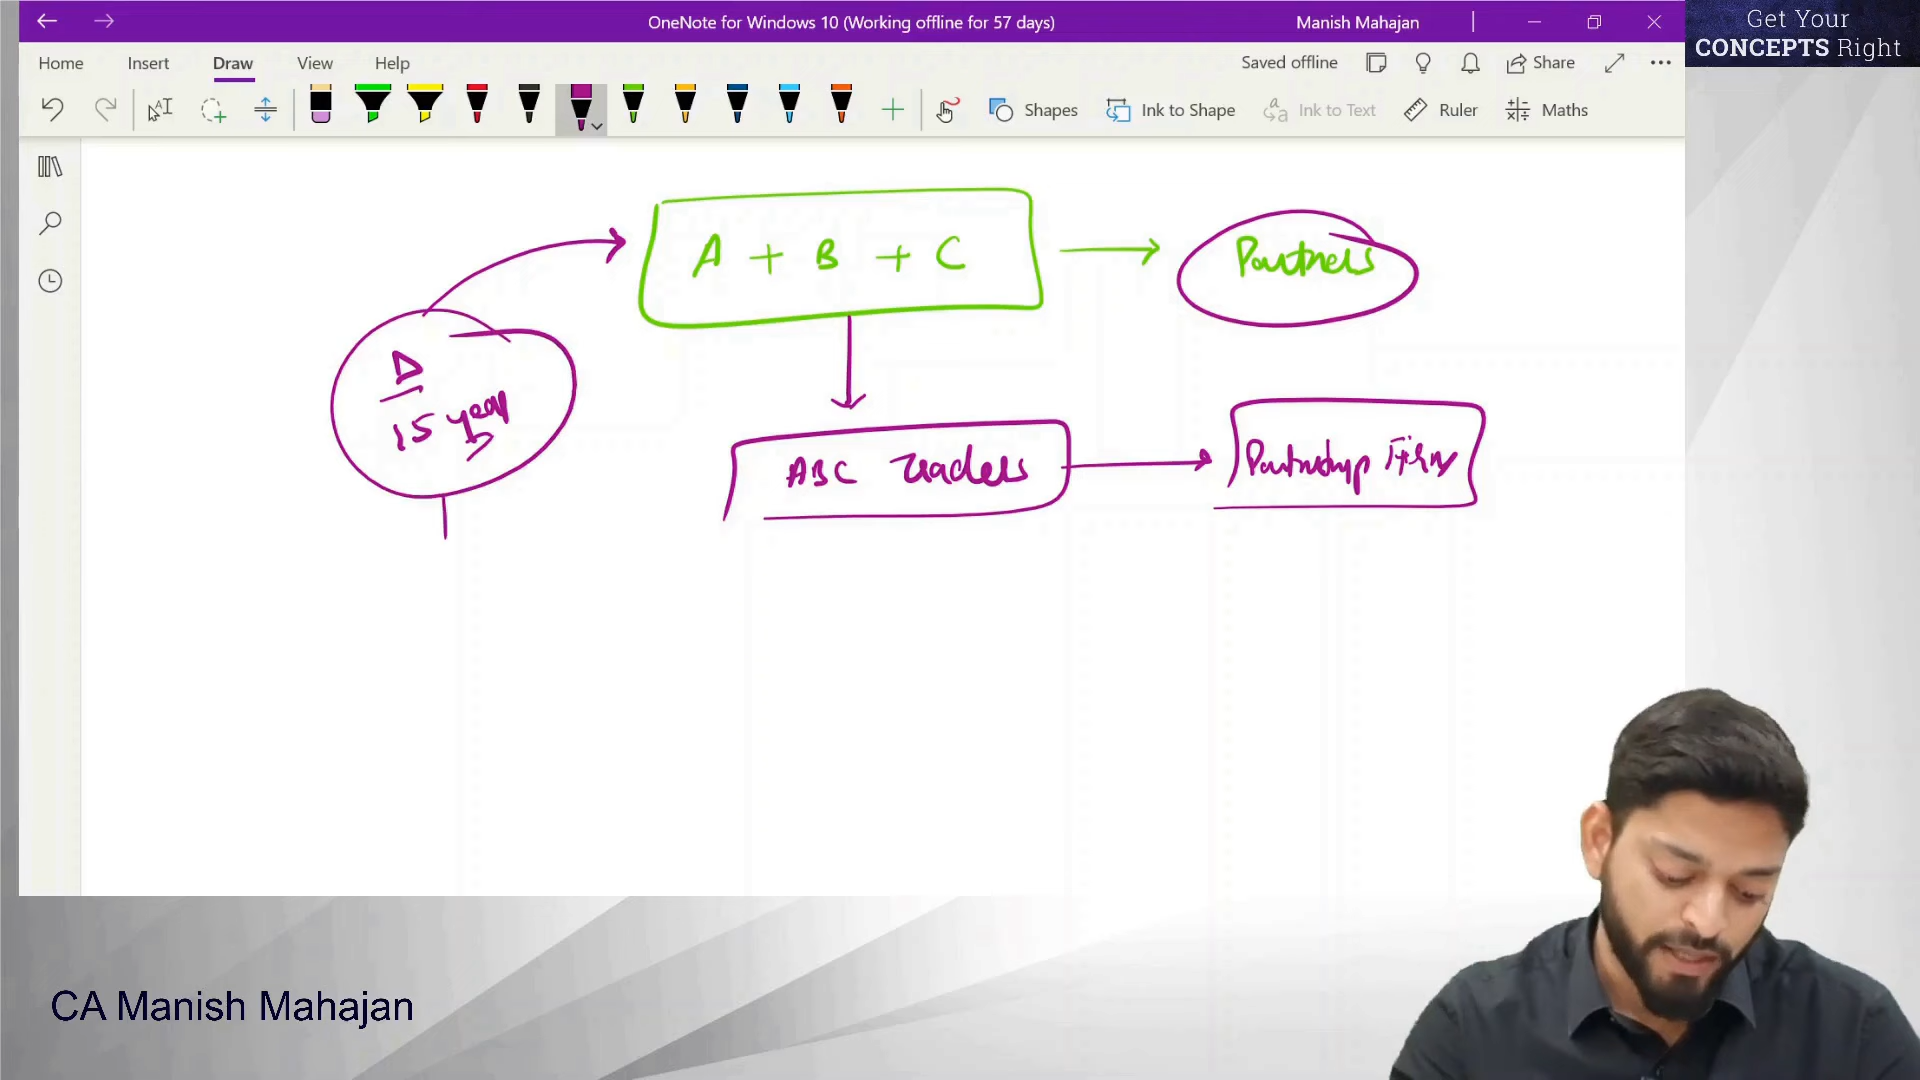 OneNote for Windows 10 (Working offline for 57 days)
Manish Mahajan
Get Your
CONCEPTS Right
Home Insert Draw View Help
Saved offline
Share
Shapes
Ink to Shape
Ink to Text
Ruler
Maths
A + B + C
Partners
D
15 year
ABC Traders
Partnership Firm
CA Manish Mahajan